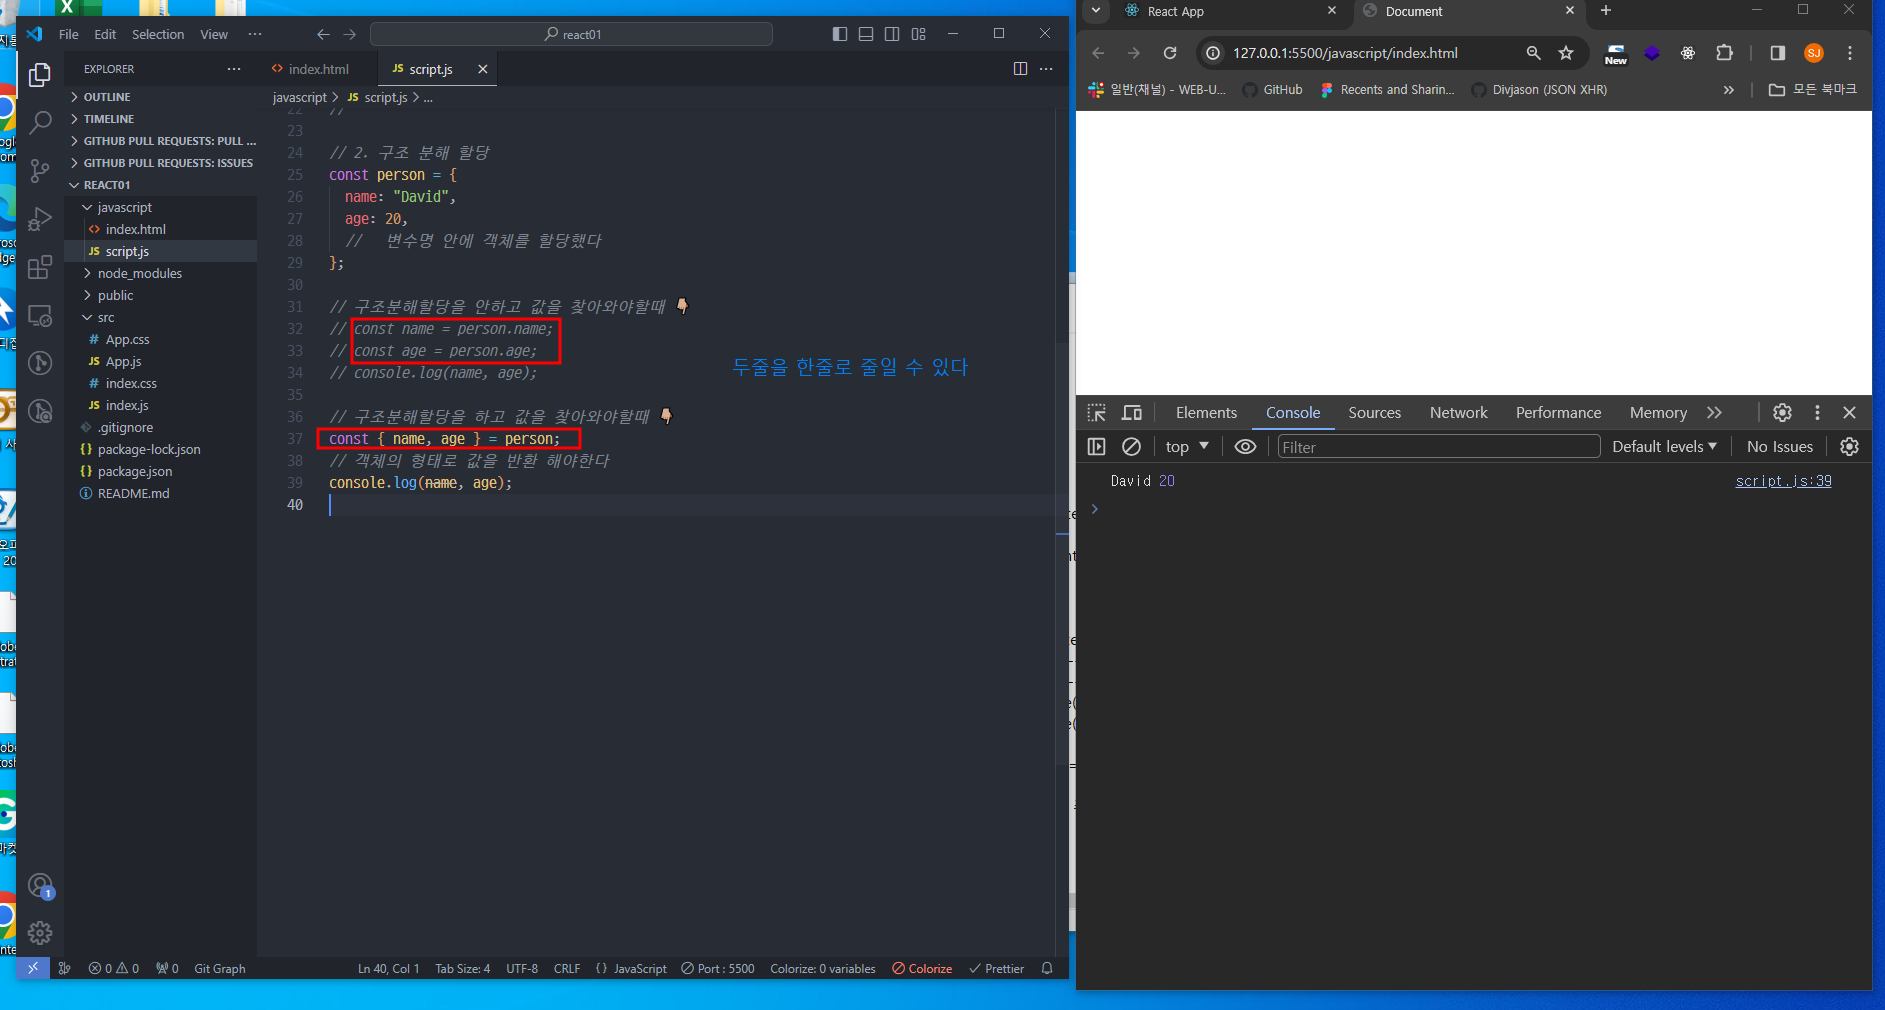 File Edit Selection View ···
react01
EXPLORER ···
OUTLINE
TIMELINE
GITHUB PULL REQUESTS: PULL ...
GITHUB PULL REQUESTS: ISSUES
REACT01
javascript
<> index.html
JS script.js
node_modules
public
src
# App.css
JS App.js
# index.css
JS index.js
.gitignore
{} package-lock.json
{} package.json
README.md
<> index.html
JS script.js
javascript > JS script.js > ...
22 //
23
24 // 2. 구조 분해 할당
25 const person = {
26 name: "David",
27 age: 20,
28 // 변수명 안에 객체를 할당했다
29 };
30
31 // 구조분해할당을 안하고 값을 찾아와야할때 👇🏼
32 // const name = person.name;
33 // const age = person.age;
34 // console.log(name, age);
35
36 // 구조분해할당을 하고 값을 찾아와야할때 👇🏼
37 const { name, age } = person;
38 // 객체의 형태로 값을 반환 해야한다
39 console.log(name, age);
40
두줄을 한줄로 줄일 수 있다
1
0 0 0 Git Graph
Ln 40, Col 1 Tab Size: 4 UTF-8 CRLF {} JavaScript Port : 5500 Colorize: 0 variables Colorize Prettier
React App
Document
127.0.0.1:5500/javascript/index.html
New
SJ
일반(채널) - WEB-U...
GitHub
Recents and Sharin...
Divjason (JSON XHR)
모든 북마크
Elements Console Sources Network Performance Memory
top Filter Default levels No Issues
David 20 script.js:39